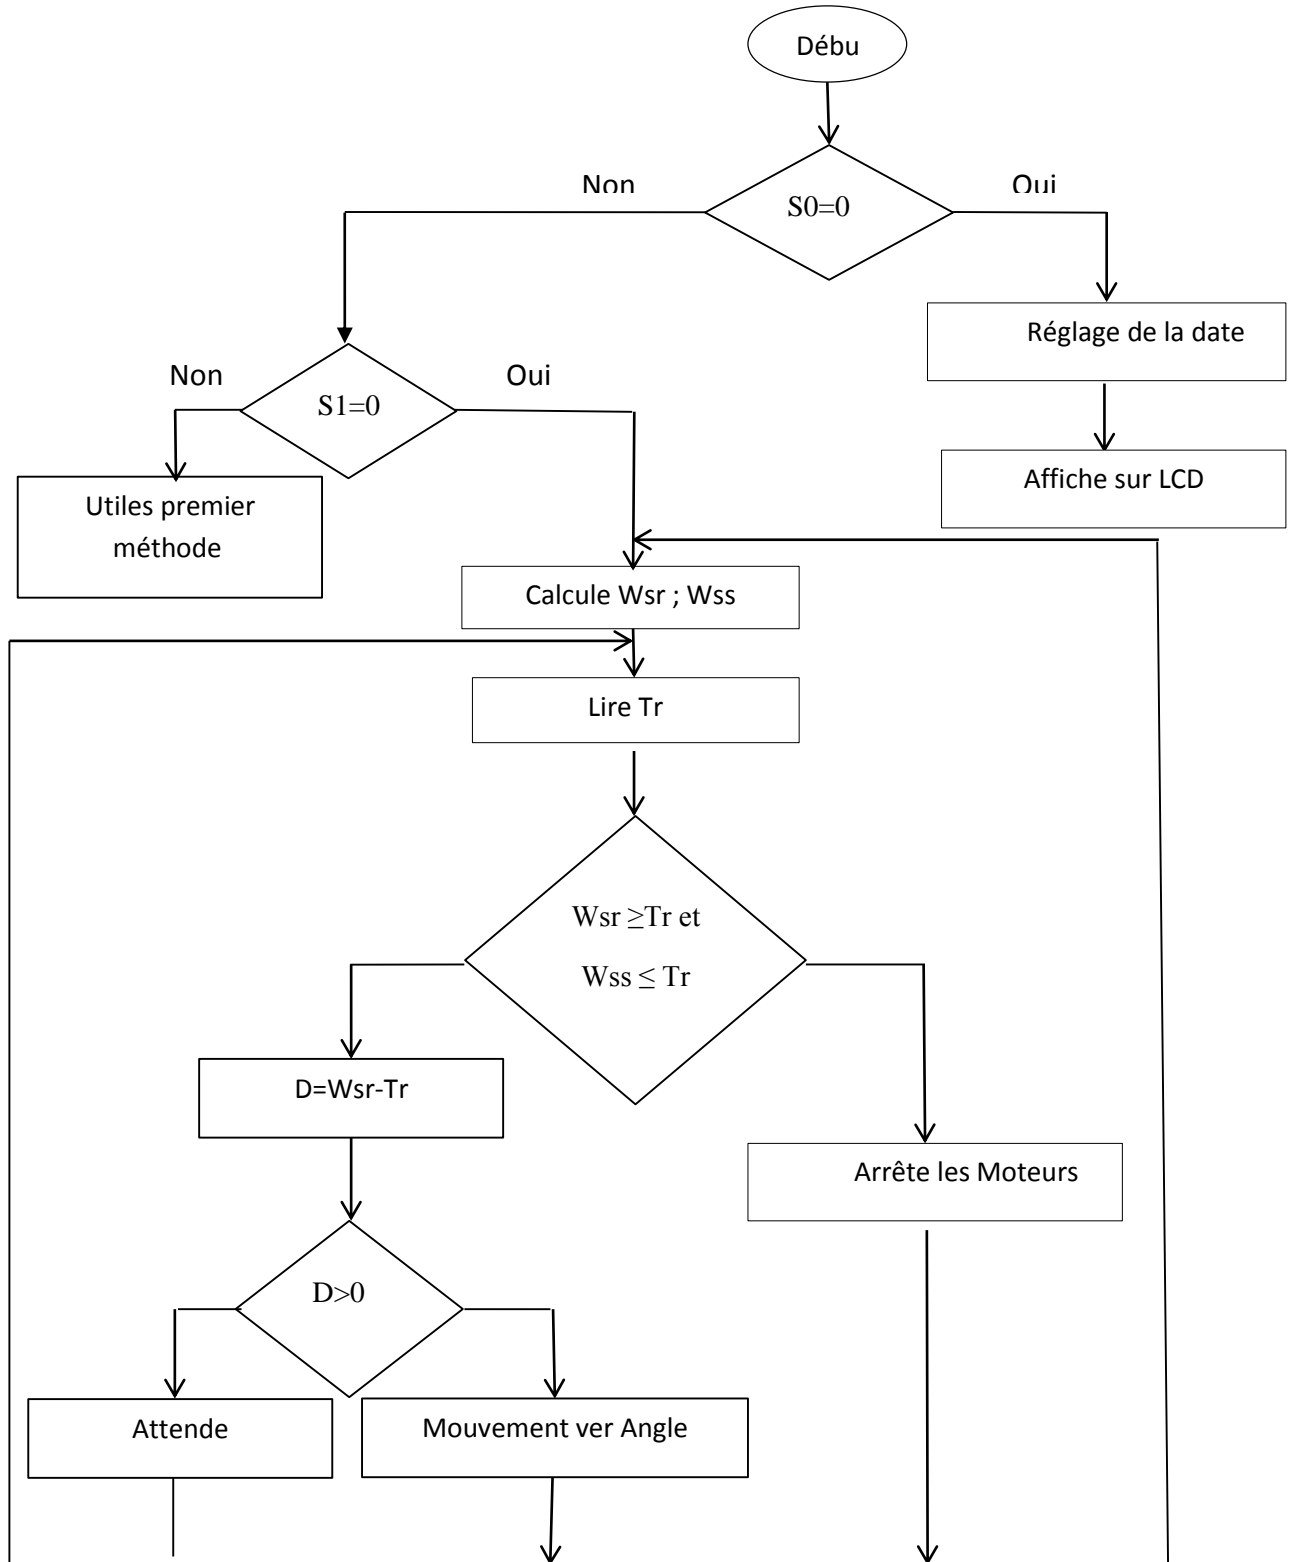 Débu
Non
Oui
S0=0
Réglage de la date
Non
Oui
S1=0
Affiche sur LCD
Utiles premier
méthode
Calcule Wsr ; Wss
Lire Tr
Wsr ≥Tr et
Wss ≤ Tr
D=Wsr-Tr
Arrête les Moteurs
D>0
Attende
Mouvement ver Angle